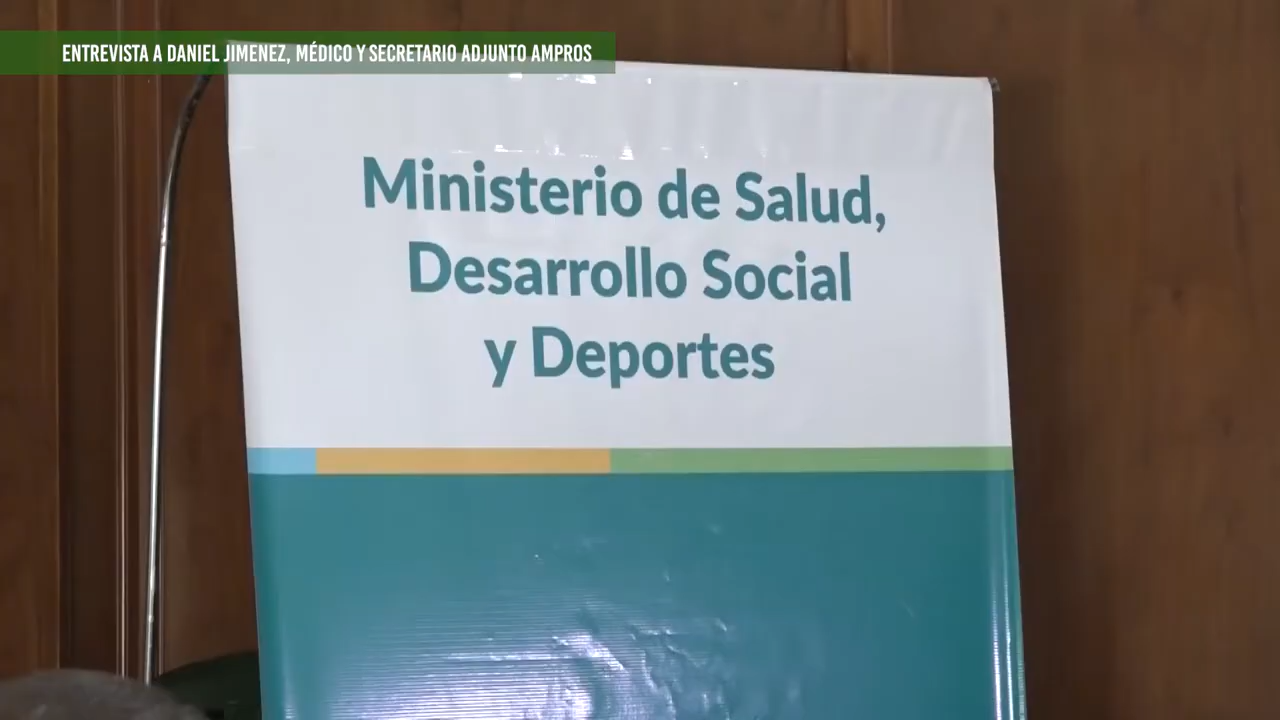 ENTREVISTA A DANIEL JIMENEZ, MÉDICO Y SECRETARIO ADJUNTO AMPROS
Ministerio de Salud,
Desarrollo Social
y Deportes